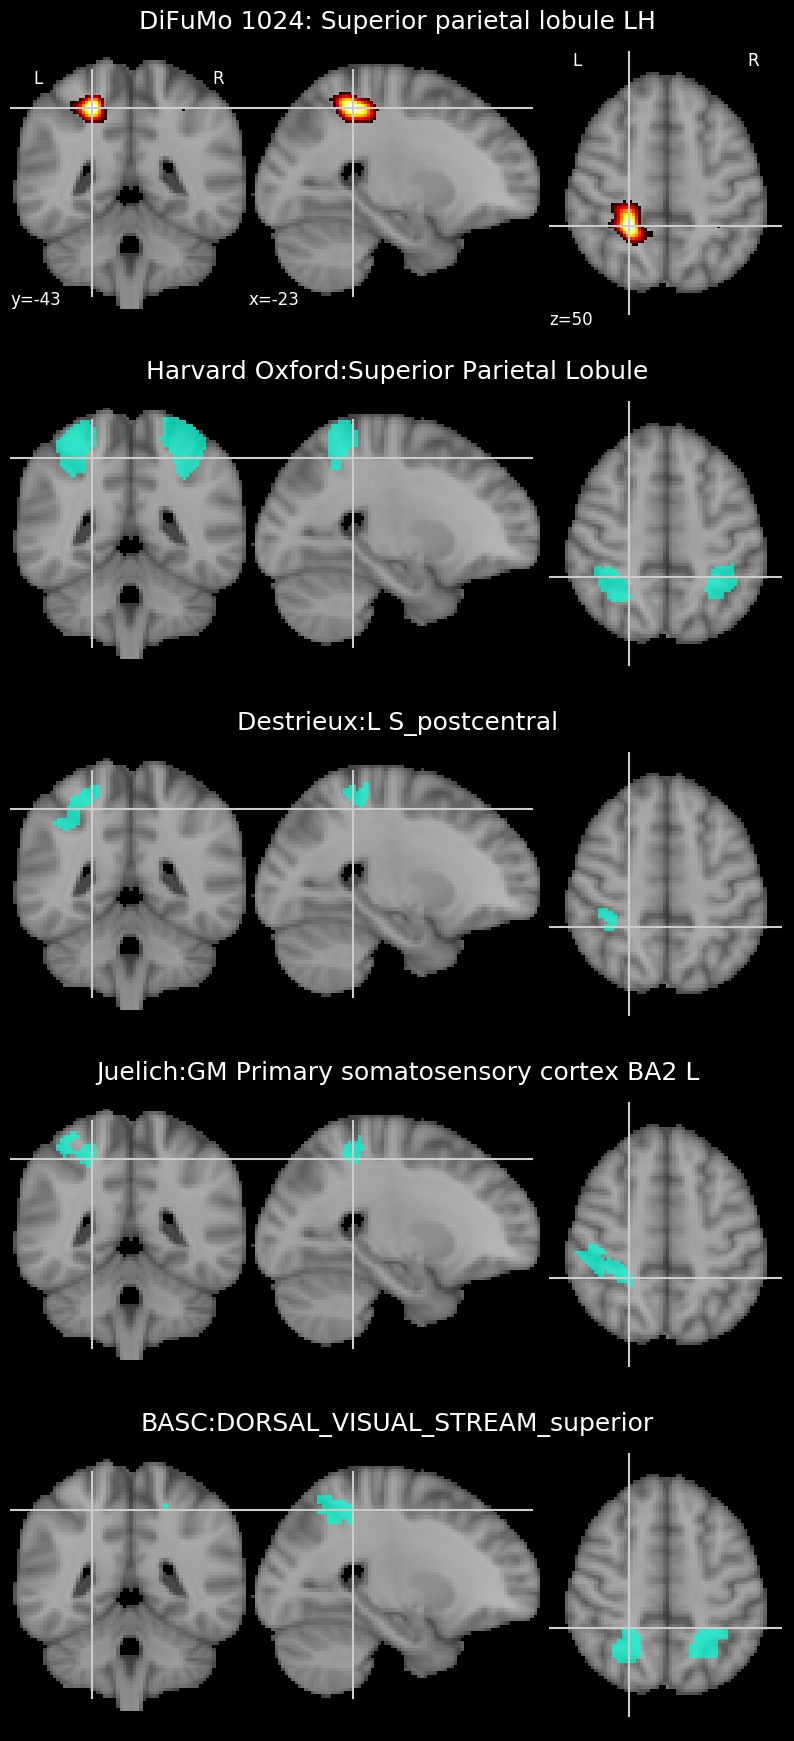 DiFuMo 1024: Superior parietal lobule LH
L R L R
y=-43 x=-23 z=50
Harvard Oxford:Superior Parietal Lobule
Destrieux:L S_postcentral
Juelich:GM Primary somatosensory cortex BA2 L
BASC:DORSAL_VISUAL_STREAM_superior